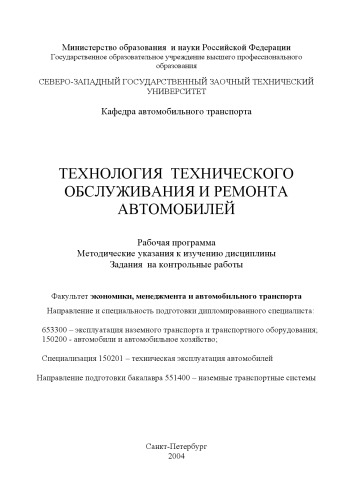 Министерство образования и науки Российской Федерации
Государственное образовательное учреждение высшего профессионального
образования
СЕВЕРО-ЗАПАДНЫЙ ГОСУДАРСТВЕННЫЙ ЗАОЧНЫЙ ТЕХНИЧЕСКИЙ
УНИВЕРСИТЕТ
Кафедра автомобильного транспорта
ТЕХНОЛОГИЯ ТЕХНИЧЕСКОГО
ОБСЛУЖИВАНИЯ И РЕМОНТА
АВТОМОБИЛЕЙ
Рабочая программа
Методические указания к изучению дисциплины
Задания на контрольные работы
Факультет экономики, менеджмента и автомобильного транспорта
Направление и специальность подготовки дипломированного специалиста:
653300 – эксплуатация наземного транспорта и транспортного оборудования;
150200 - автомобили и автомобильное хозяйство;
Специализация 150201 – техническая эксплуатация автомобилей
Направление подготовки бакалавра 551400 – наземные транспортные системы
Санкт-Петербург
2004